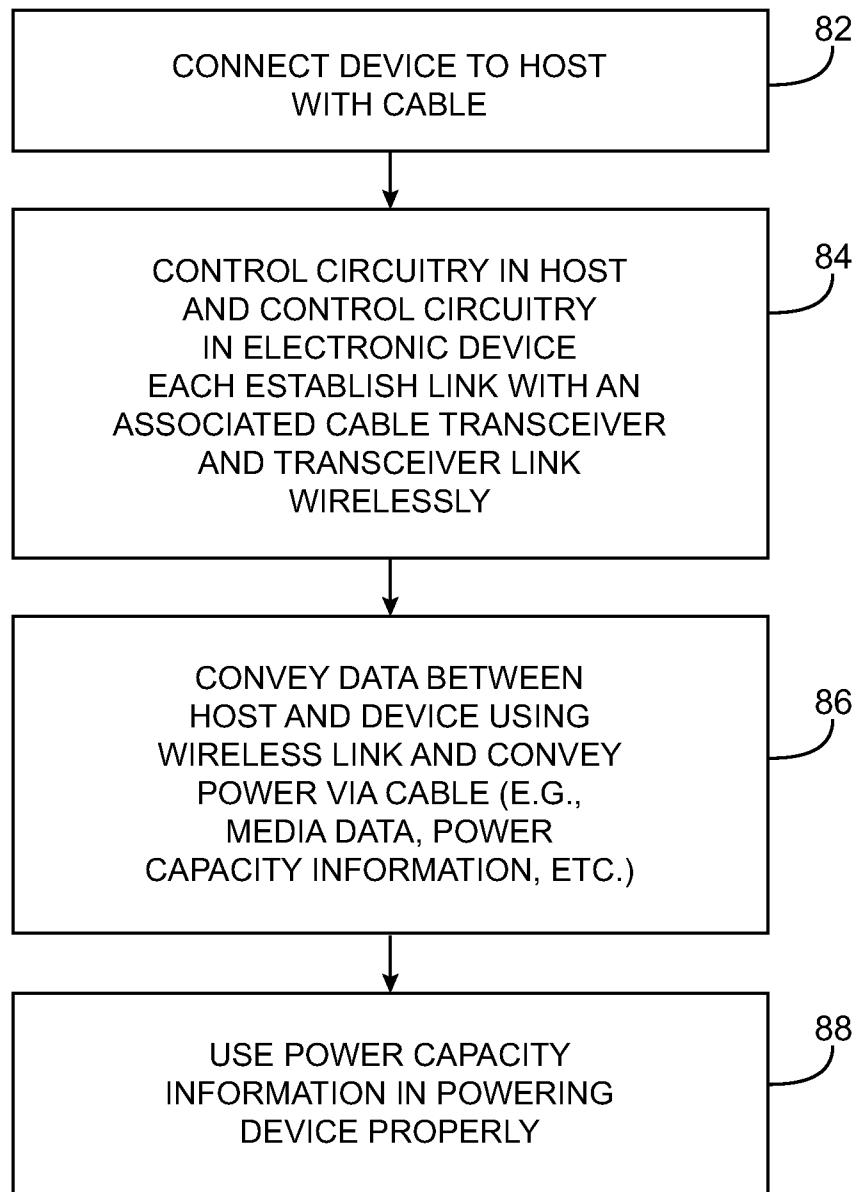 82
CONNECT DEVICE TO HOST
WITH CABLE
84
CONTROL CIRCUITRY IN HOST
AND CONTROL CIRCUITRY
IN ELECTRONIC DEVICE
EACH ESTABLISH LINK WITH AN
ASSOCIATED CABLE TRANSCEIVER
AND TRANSCEIVER LINK
WIRELESSLY
86
CONVEY DATA BETWEEN
HOST AND DEVICE USING
WIRELESS LINK AND CONVEY
POWER VIA CABLE (E.G.,
MEDIA DATA, POWER
CAPACITY INFORMATION, ETC.)
88
USE POWER CAPACITY
INFORMATION IN POWERING
DEVICE PROPERLY